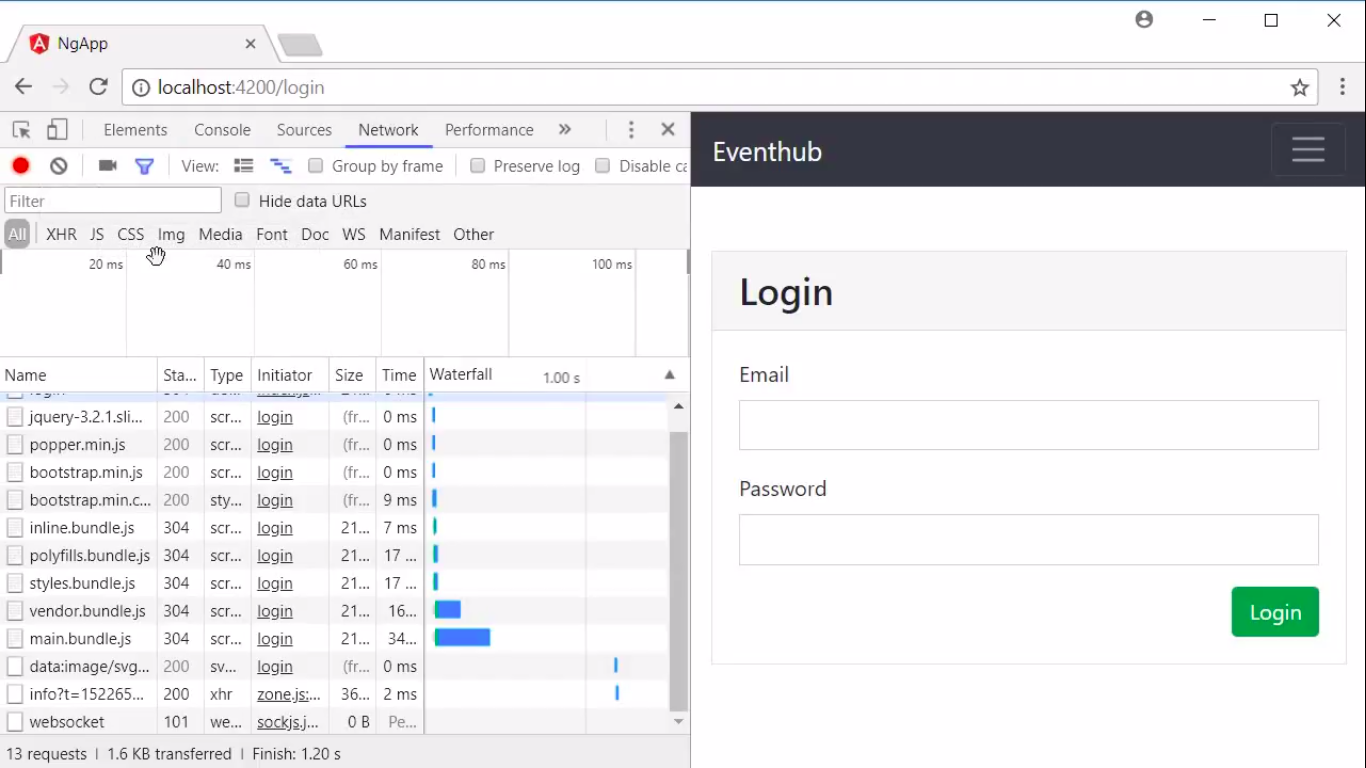 NgApp
localhost:4200/login
Elements Console Sources Network Performance »
View: Group by frame Preserve log Disable ca
Filter Hide data URLs
All XHR JS CSS Img Media Font Doc WS Manifest Other
20 ms 40 ms 60 ms 80 ms 100 ms
Name Sta... Type Initiator Size Time Waterfall 1.00 s
jquery-3.2.1.sli... 200 scr... login (fr... 0 ms
popper.min.js 200 scr... login (fr... 0 ms
bootstrap.min.js 200 scr... login (fr... 0 ms
bootstrap.min.c... 200 sty... login (fr... 9 ms
inline.bundle.js 304 scr... login 21... 7 ms
polyfills.bundle.js 304 scr... login 21... 17 ...
styles.bundle.js 304 scr... login 21... 17 ...
vendor.bundle.js 304 scr... login 21... 16...
main.bundle.js 304 scr... login 21... 34...
data:image/svg... 200 sv... login (fr... 0 ms
info?t=152265... 200 xhr zone.js:... 36... 2 ms
websocket 101 we... sockjs.j... 0 B Pe...
13 requests | 1.6 KB transferred | Finish: 1.20 s
Eventhub
Login
Email
Password
Login